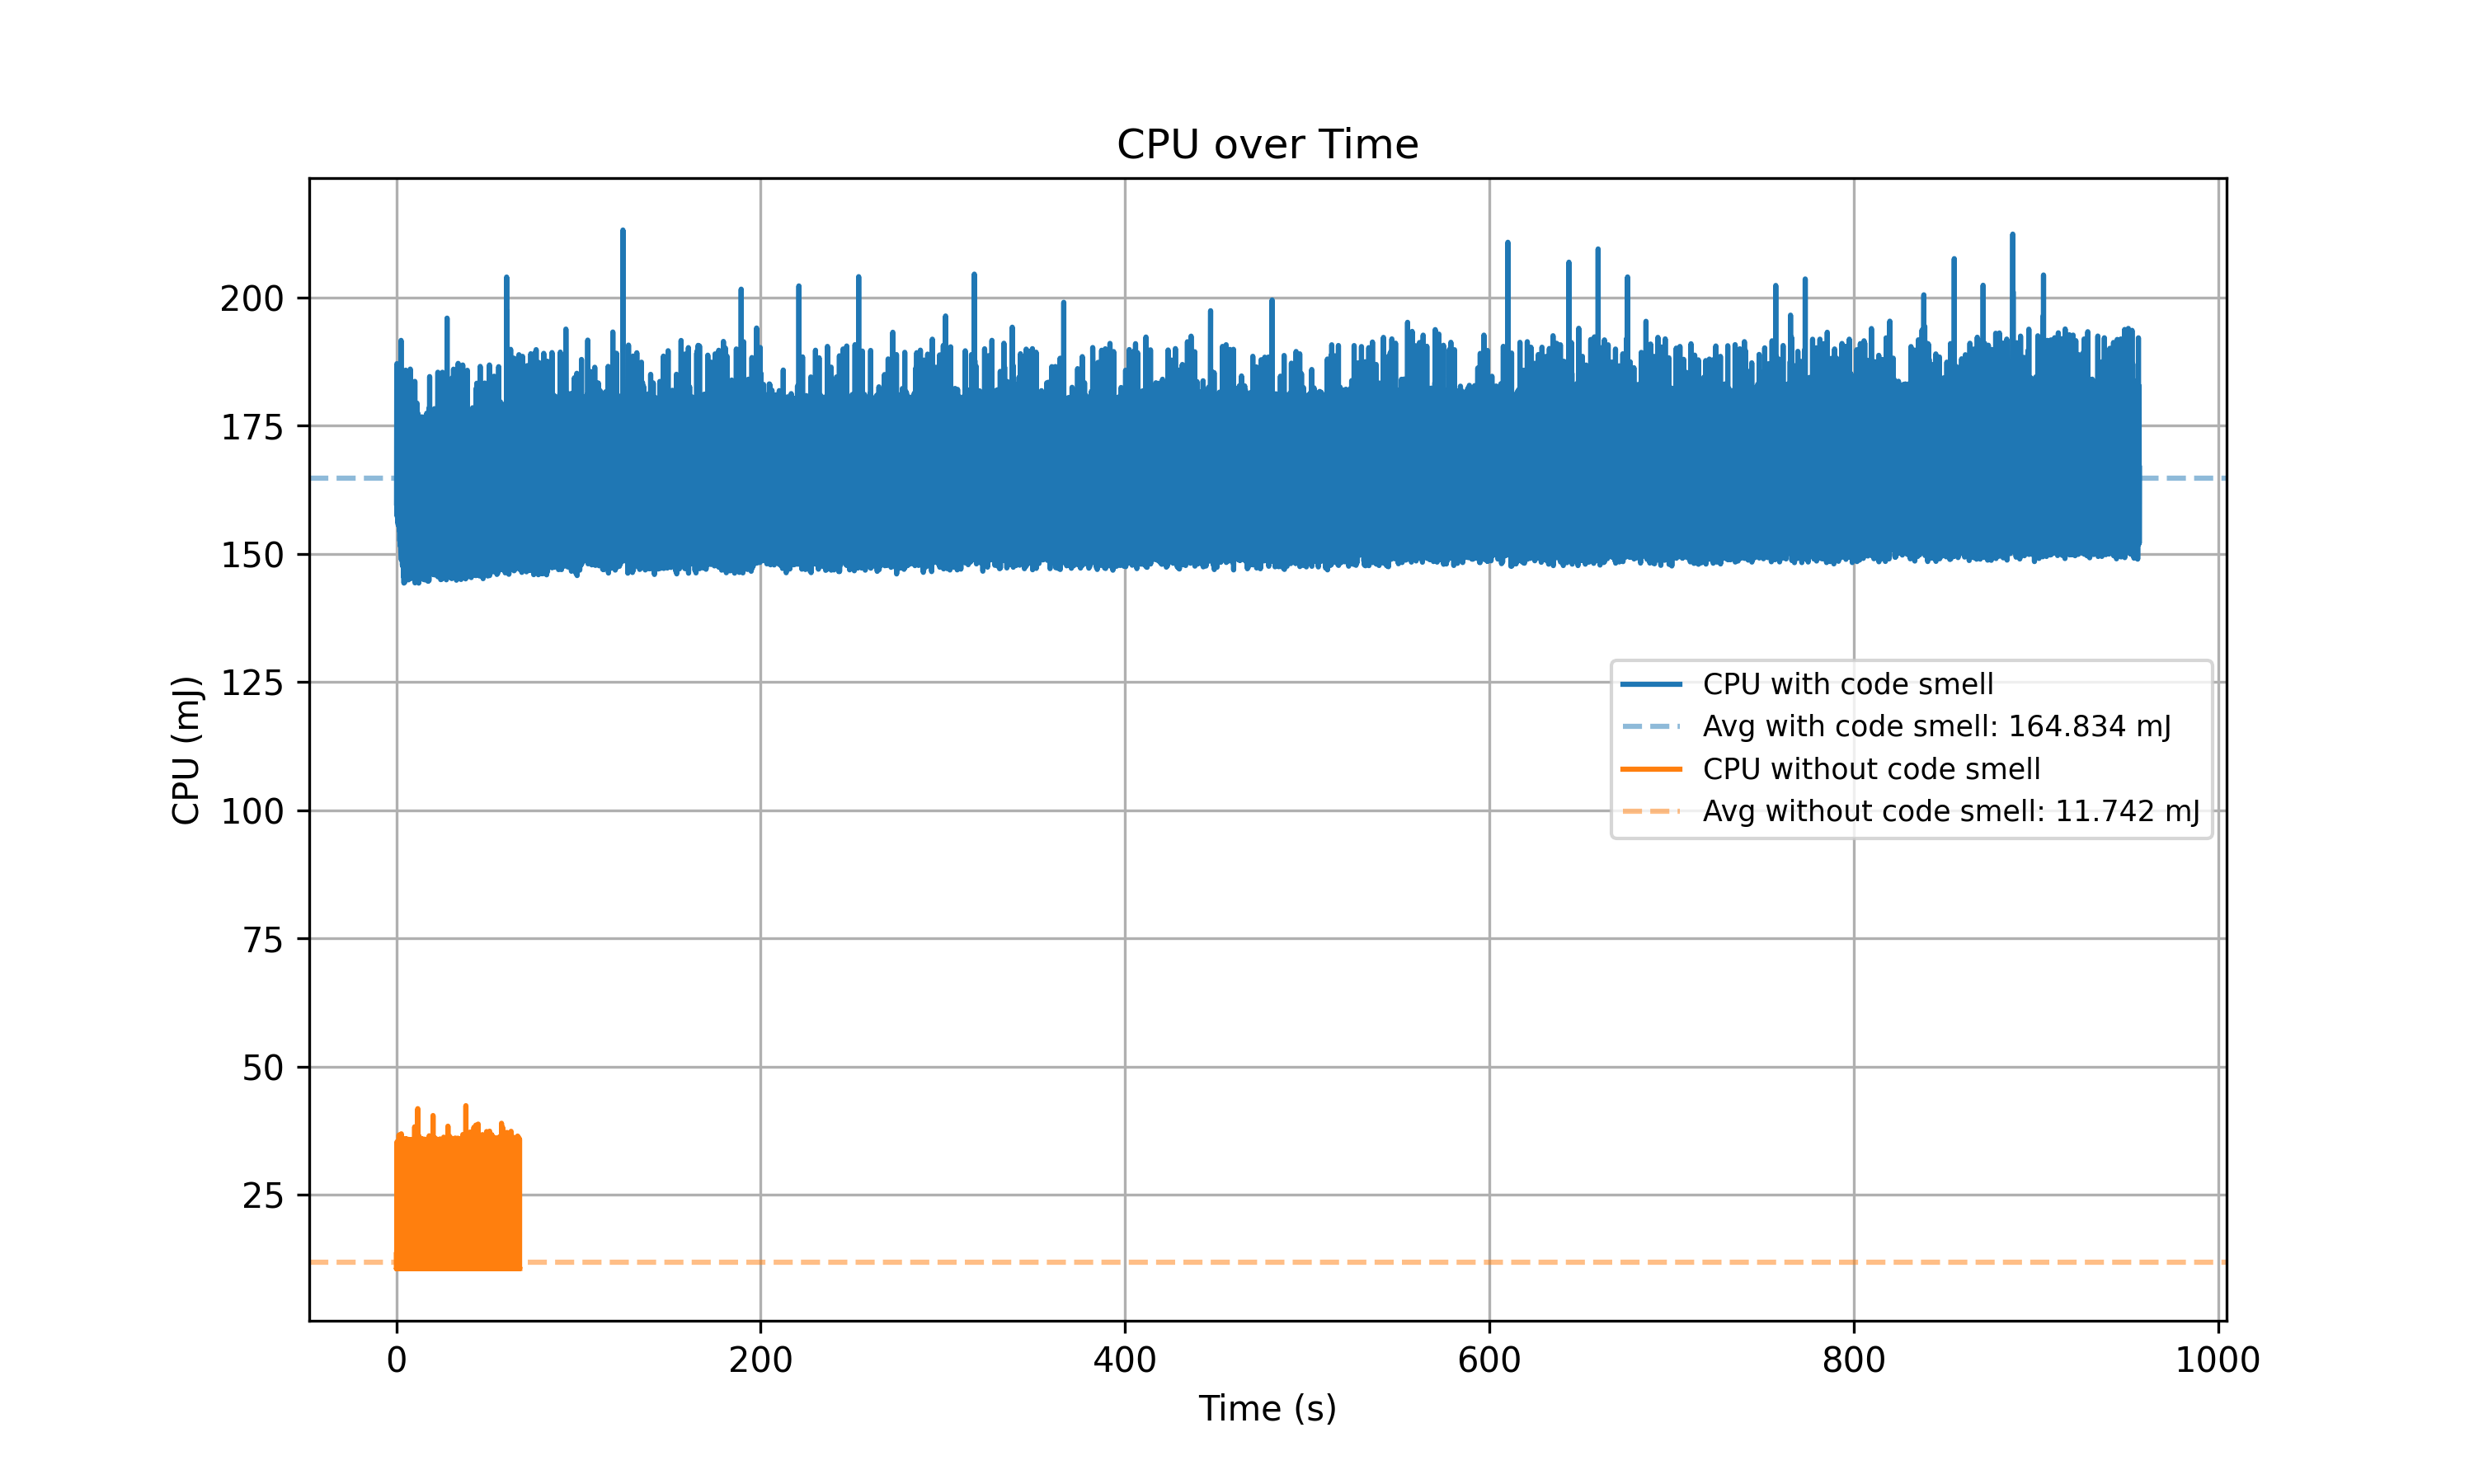 CPU over Time
CPU (mJ)
200
175
150
125
100
75
50
25
CPU with code smell
Avg with code smell: 164.834 mJ
CPU without code smell
Avg without code smell: 11.742 mJ
0 200 400 600 800 1000
Time (s)